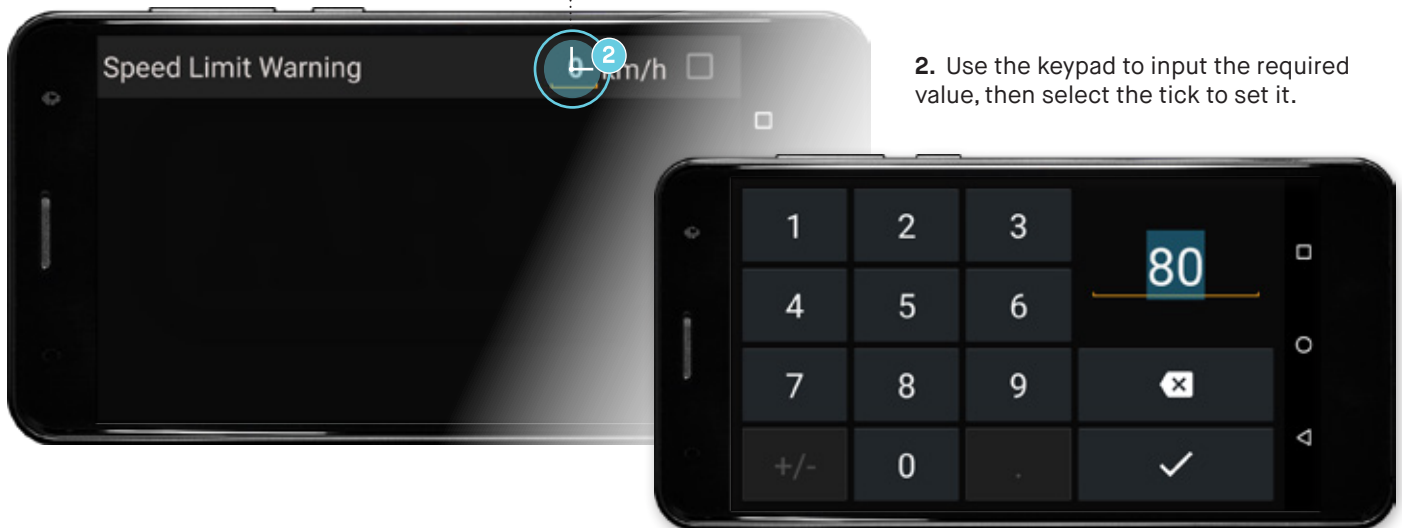 Speed Limit Warning 0 km/h
2
2. Use the keypad to input the required
value, then select the tick to set it.
1 2 3
80
4 5 6
7 8 9
+/- 0 .